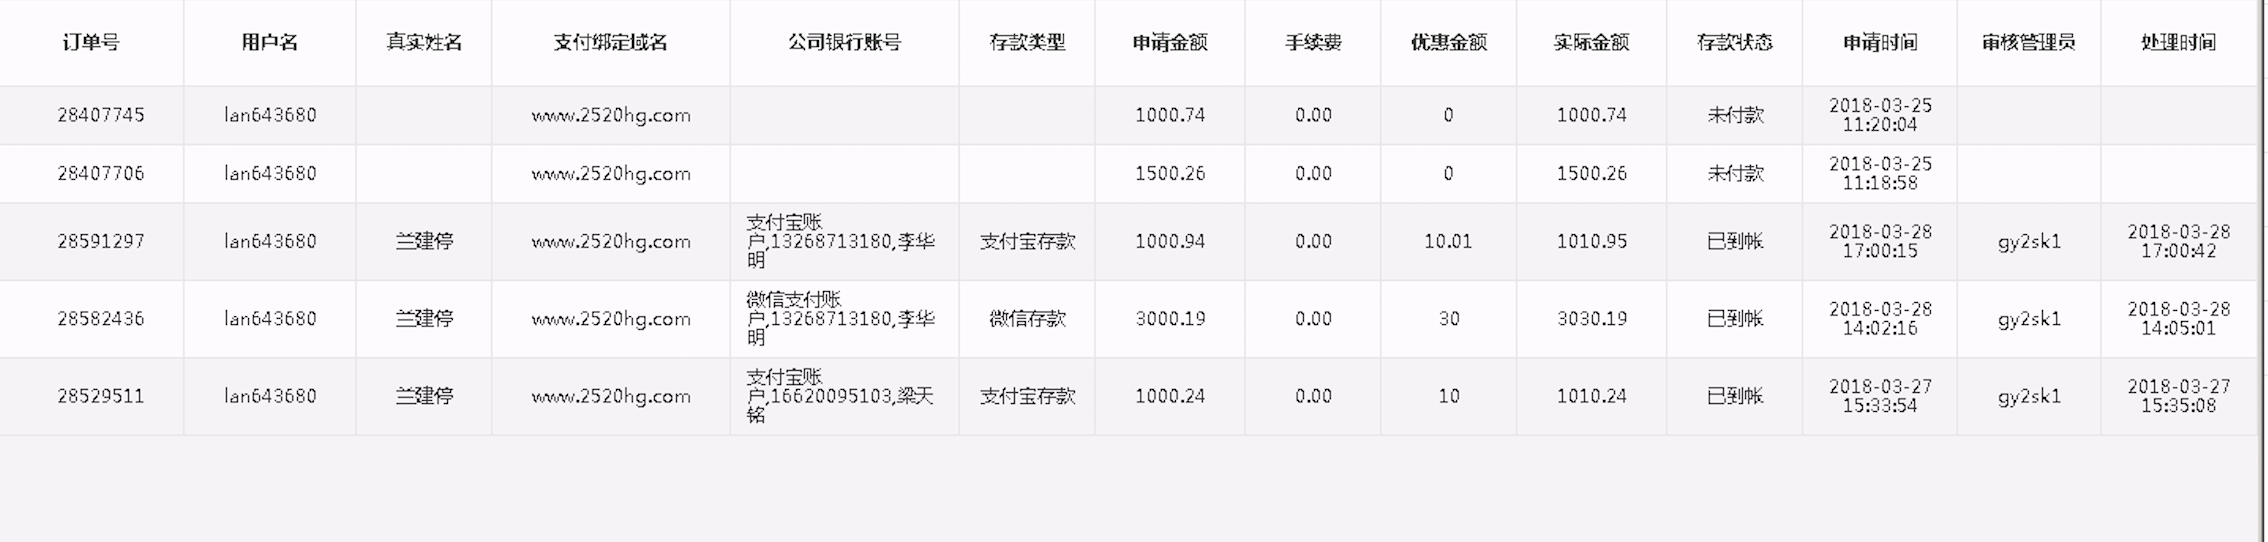 订单号 用户名 真实姓名 支付绑定域名 公司银行账号 存款类型 申请金额 手续费 优惠金额 实际金额 存款状态 申请时间 审核管理员 处理时间
28407745 lan643680 www.2520hg.com 1000.74 0.00 0 1000.74 未付款 2018-03-25
11:20:04
28407706 lan643680 www.2520hg.com 1500.26 0.00 0 1500.26 未付款 2018-03-25
11:18:58
支付宝账
28591297 lan643680 兰建停 www.2520hg.com 户,13268713180,李华 支付宝存款 1000.94 0.00 10.01 1010.95 已到帐 2018-03-28
17:00:15 gy2sk1 2018-03-28
17:00:42
明
微信支付账
28582436 lan643680 兰建停 www.2520hg.com 户,13268713180,李华 微信存款 3000.19 0.00 30 3030.19 已到帐 2018-03-28
14:02:16 gy2sk1 2018-03-28
14:05:01
明
支付宝账
28529511 lan643680 兰建停 www.2520hg.com 户,16620095103,梁天 支付宝存款 1000.24 0.00 10 1010.24 已到帐 2018-03-27
15:33:54 gy2sk1 2018-03-27
15:35:08
铭